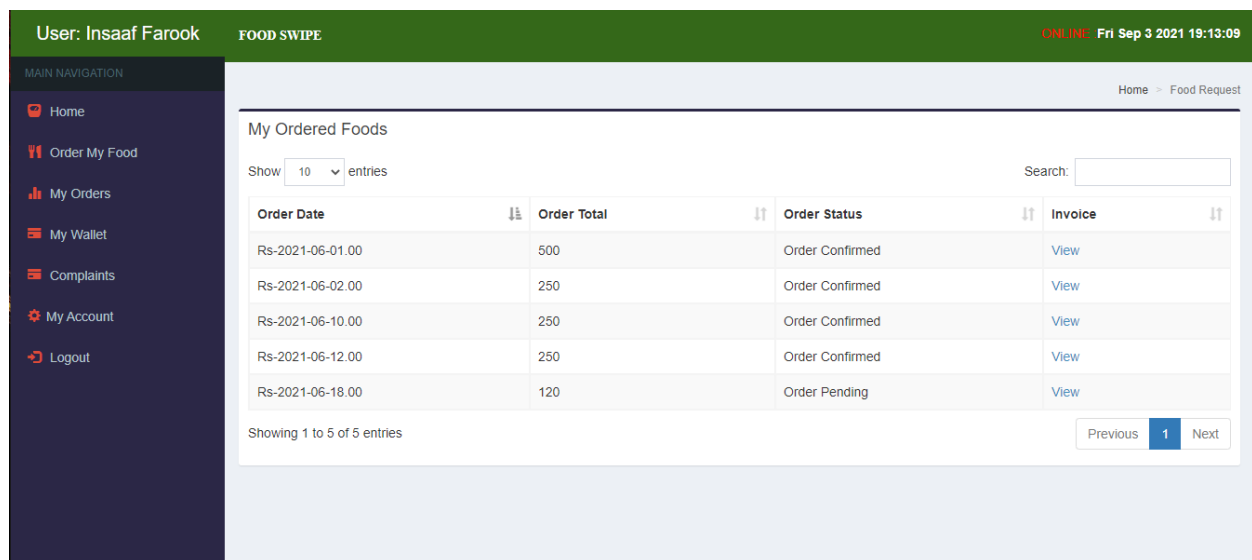 User: Insaaf Farook
FOOD SWIPE
ONLINE Fri Sep 3 2021 19:13:09
MAIN NAVIGATION
Home
Order My Food
My Orders
My Wallet
Complaints
My Account
Logout
Home > Food Request
My Ordered Foods
Show 10 entries
Search:
Order Date Order Total Order Status Invoice
Rs-2021-06-01.00 500 Order Confirmed View
Rs-2021-06-02.00 250 Order Confirmed View
Rs-2021-06-10.00 250 Order Confirmed View
Rs-2021-06-12.00 250 Order Confirmed View
Rs-2021-06-18.00 120 Order Pending View
Showing 1 to 5 of 5 entries
Previous 1 Next